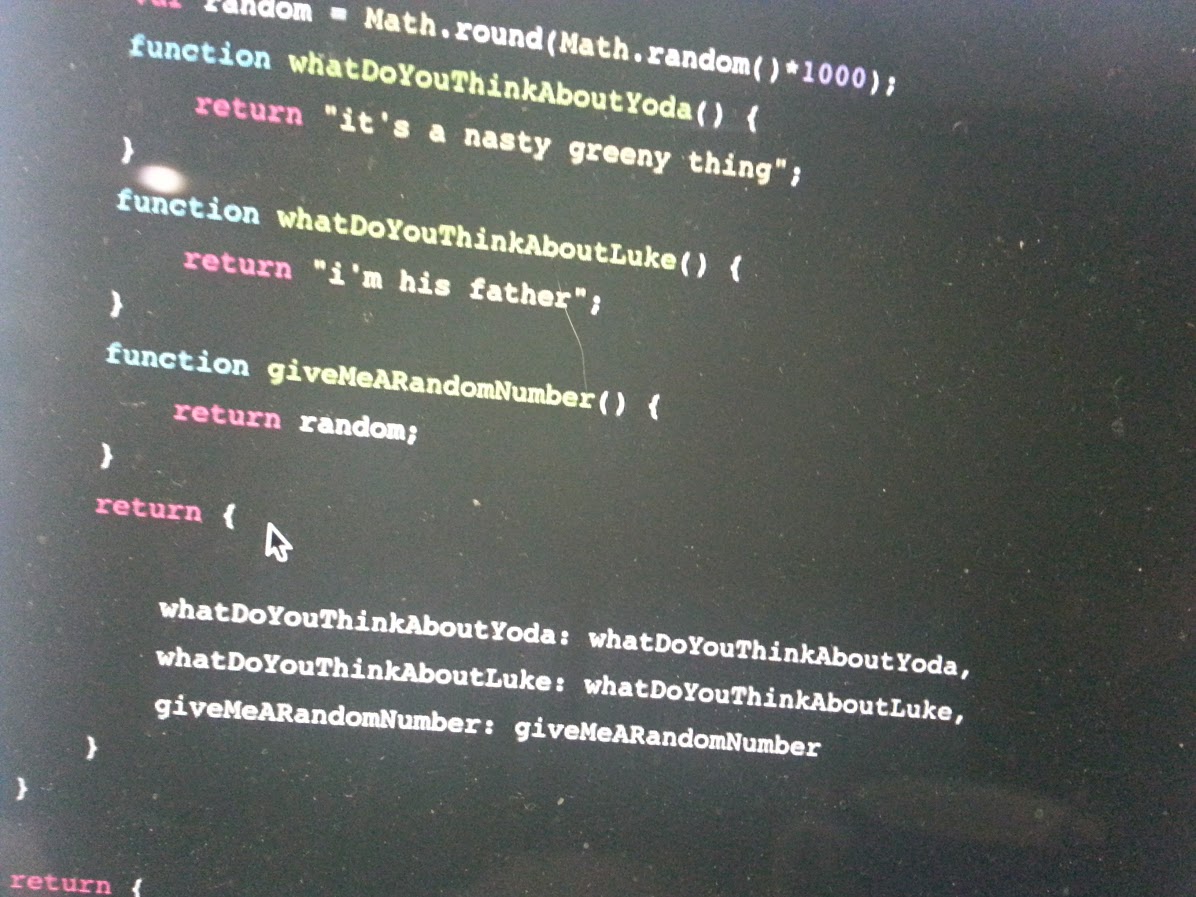 var random = Math.round(Math.random()*1000);
function whatDoYouThinkAboutYoda() {
return "it's a nasty greeny thing";
}
function whatDoYouThinkAboutLuke() {
return "i'm his father";
}
function giveMeARandomNumber() {
return random;
}
return {
whatDoYouThinkAboutYoda: whatDoYouThinkAboutYoda,
whatDoYouThinkAboutLuke: whatDoYouThinkAboutLuke,
giveMeARandomNumber: giveMeARandomNumber
}
}
return {